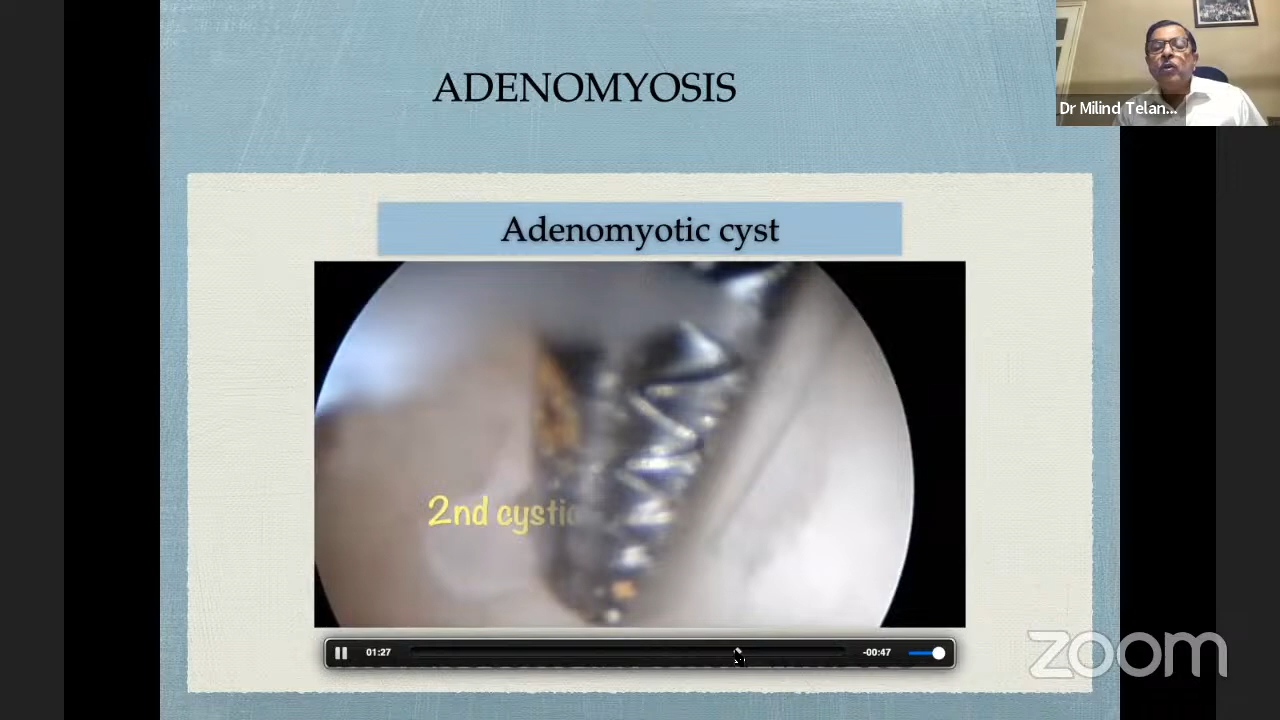 ADENOMYOSIS
Dr Milind Telan...
Adenomyotic cyst
2nd cystic
01:27
-00:47
zoom